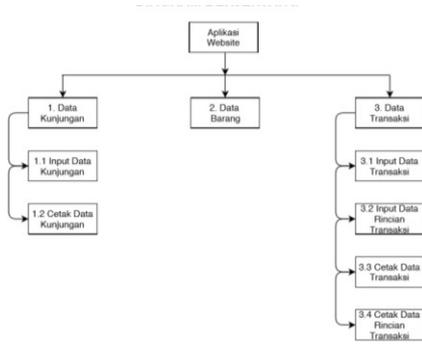 Aplikasi
Website
1. Data
Kunjungan
2. Data
Barang
3. Data
Transaksi
1.1 Input Data
Kunjungan
3.1 Input Data
Transaksi
1.2 Cetak Data
Kunjungan
3.2 Input Data
Rincian
Transaksi
3.3 Cetak Data
Transaksi
3.4 Cetak Data
Rincian
Transaksi